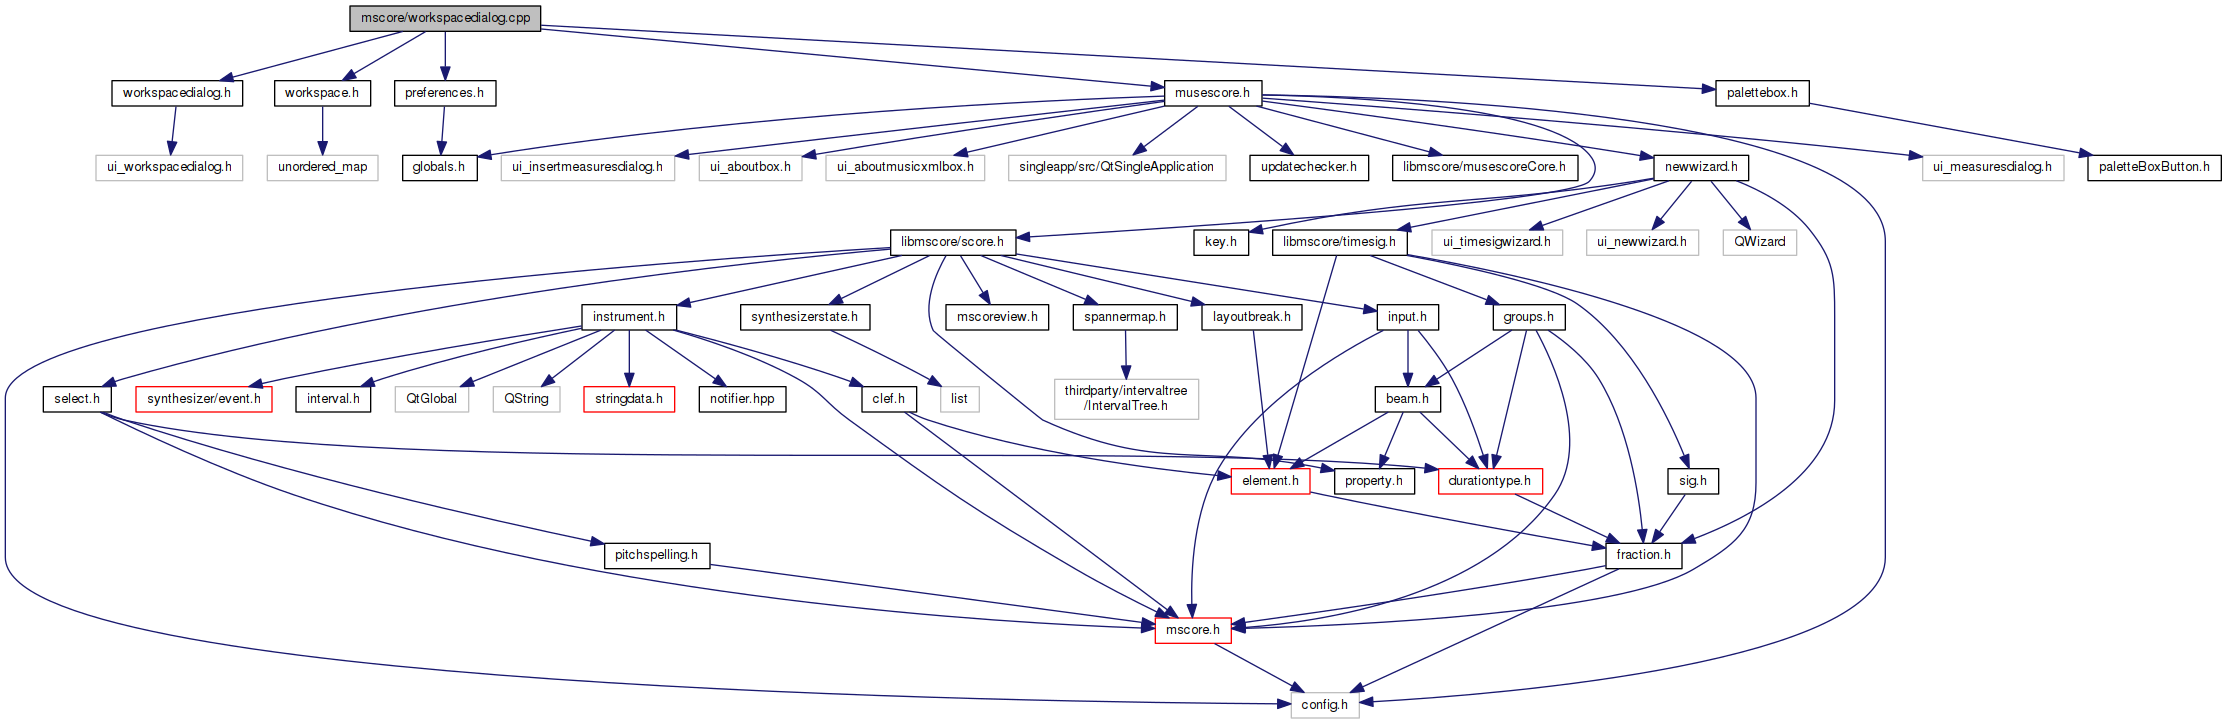 mscore/workspacedialog.cpp
workspacedialog.h
workspace.h
preferences.h
musescore.h
palettebox.h
ui_workspacedialog.h
unordered_map
globals.h
ui_insertmeasuresdialog.h
ui_aboutbox.h
ui_aboutmusicxmlbox.h
singleapp/src/QtSingleApplication
updatechecker.h
libmscore/musescoreCore.h
newwizard.h
ui_measuresdialog.h
paletteBoxButton.h
libmscore/score.h
key.h
libmscore/timesig.h
ui_timesigwizard.h
ui_newwizard.h
QWizard
instrument.h
synthesizerstate.h
mscoreview.h
spannermap.h
layoutbreak.h
input.h
groups.h
select.h
synthesizer/event.h
interval.h
QtGlobal
QString
stringdata.h
notifier.hpp
clef.h
list
thirdparty/intervaltree
/IntervalTree.h
beam.h
element.h
property.h
durationtype.h
sig.h
pitchspelling.h
fraction.h
mscore.h
config.h